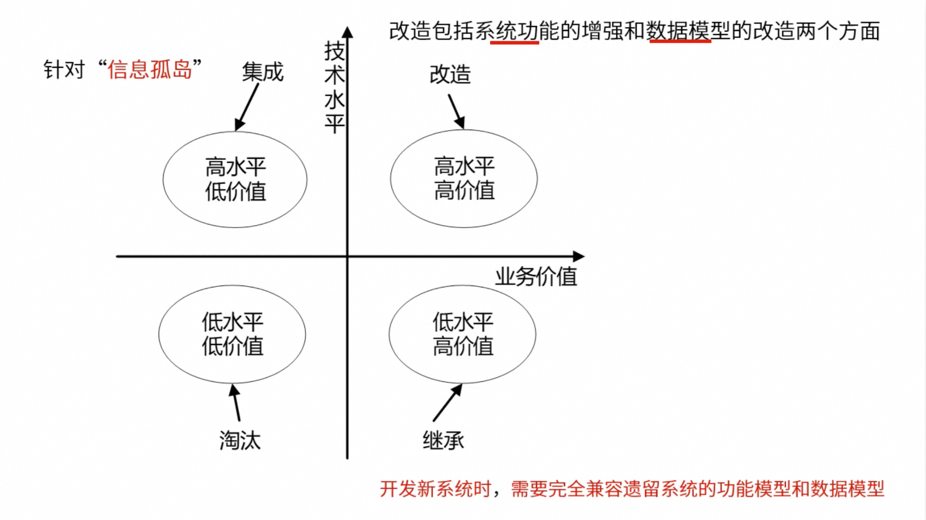 改造包括系统功能的增强和数据模型的改造两个方面
针对“信息孤岛”
集成
技术水平
改造
高水平
低价值
高水平
高价值
业务价值
低水平
低价值
低水平
高价值
淘汰
继承
开发新系统时，需要完全兼容遗留系统的功能模型和数据模型